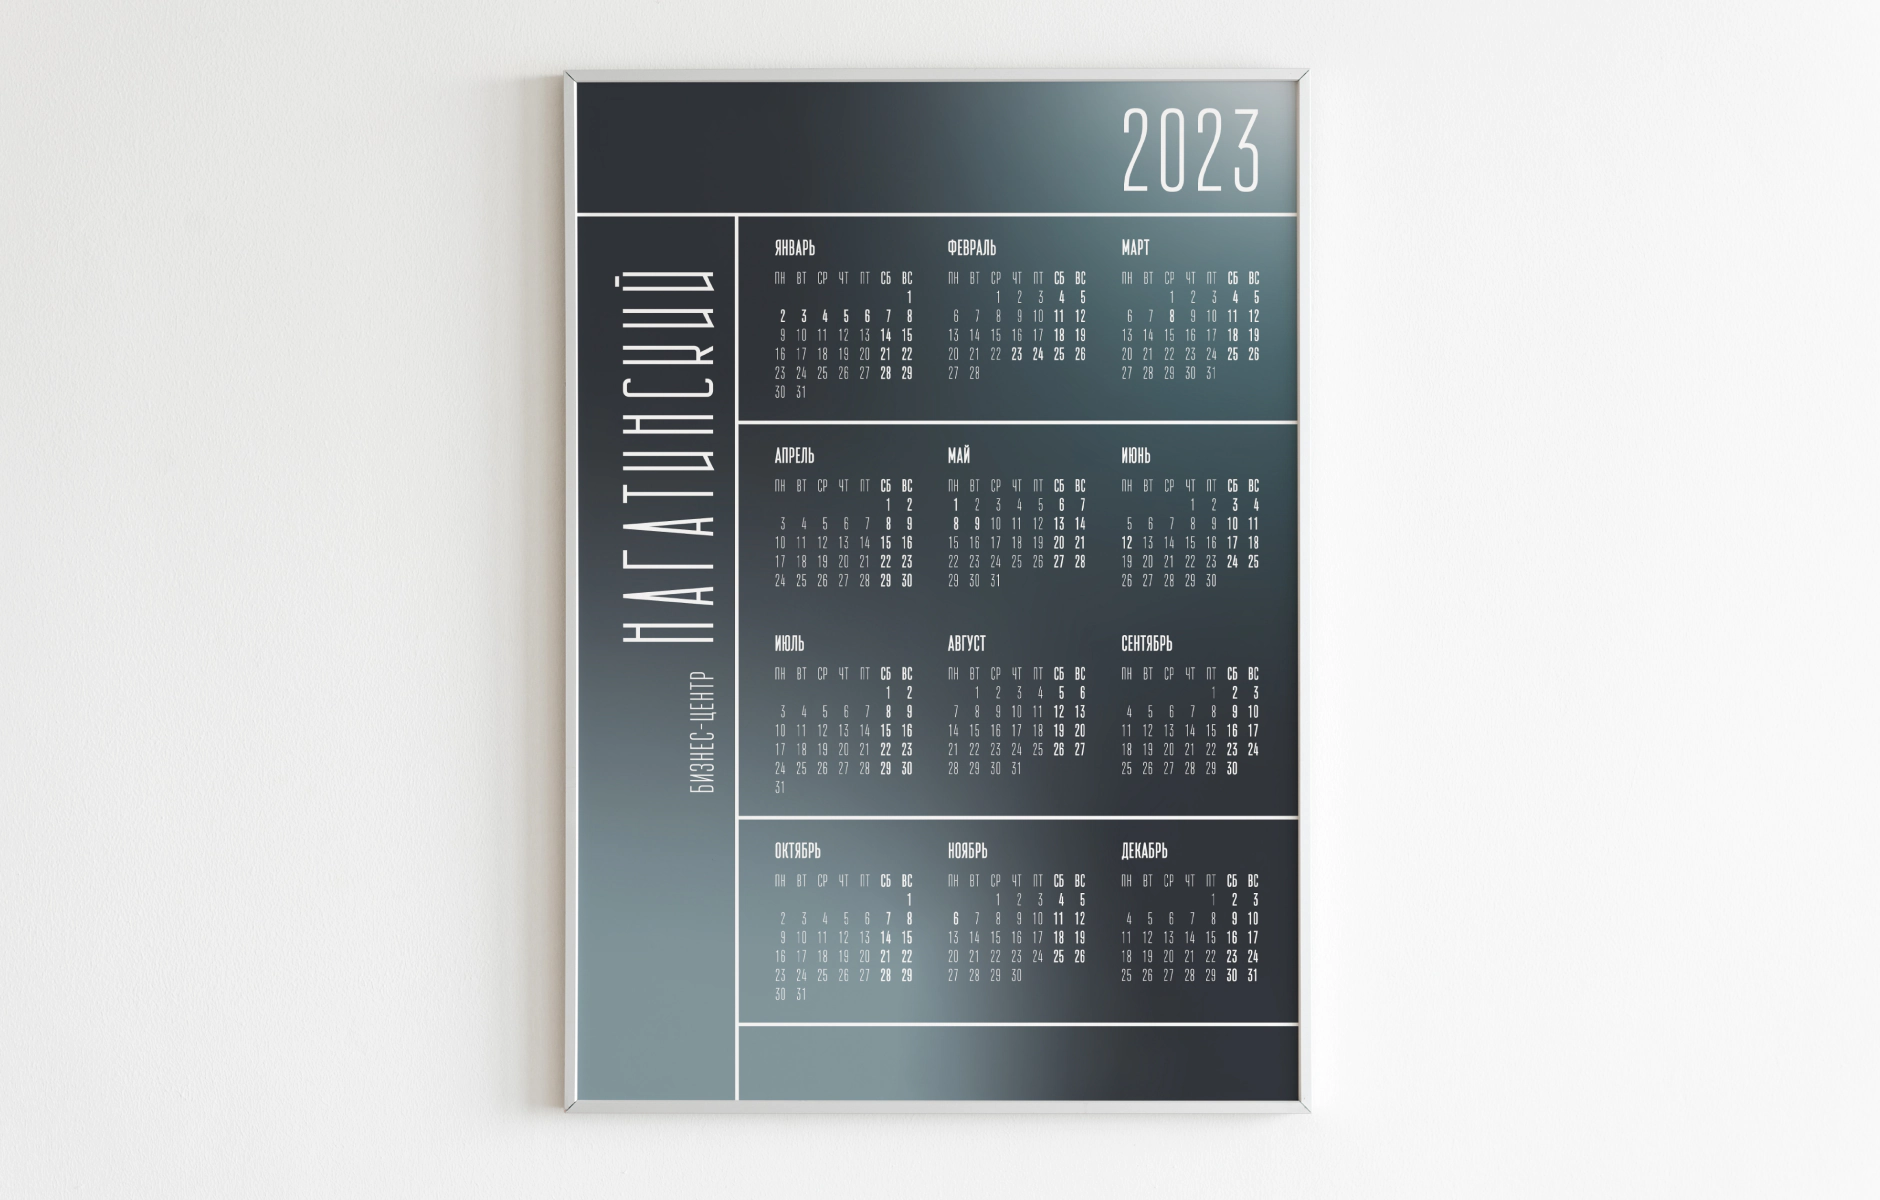 2023
НАГАТИНСКИЙ
БИЗНЕС-ЦЕНТР
ЯНВАРЬ
ПН ВТ СР ЧТ ПТ СБ ВС
1
2 3 4 5 6 7 8
9 10 11 12 13 14 15
16 17 18 19 20 21 22
23 24 25 26 27 28 29
30 31
ФЕВРАЛЬ
ПН ВТ СР ЧТ ПТ СБ ВС
1 2 3 4 5
6 7 8 9 10 11 12
13 14 15 16 17 18 19
20 21 22 23 24 25 26
27 28
МАРТ
ПН ВТ СР ЧТ ПТ СБ ВС
1 2 3 4 5
6 7 8 9 10 11 12
13 14 15 16 17 18 19
20 21 22 23 24 25 26
27 28 29 30 31
АПРЕЛЬ
ПН ВТ СР ЧТ ПТ СБ ВС
1 2
3 4 5 6 7 8 9
10 11 12 13 14 15 16
17 18 19 20 21 22 23
24 25 26 27 28 29 30
МАЙ
ПН ВТ СР ЧТ ПТ СБ ВС
1 2 3 4 5 6 7
8 9 10 11 12 13 14
15 16 17 18 19 20 21
22 23 24 25 26 27 28
29 30 31
ИЮНЬ
ПН ВТ СР ЧТ ПТ СБ ВС
1 2 3 4
5 6 7 8 9 10 11
12 13 14 15 16 17 18
19 20 21 22 23 24 25
26 27 28 29 30
ИЮЛЬ
ПН ВТ СР ЧТ ПТ СБ ВС
1 2
3 4 5 6 7 8 9
10 11 12 13 14 15 16
17 18 19 20 21 22 23
24 25 26 27 28 29 30
31
АВГУСТ
ПН ВТ СР ЧТ ПТ СБ ВС
1 2 3 4 5 6
7 8 9 10 11 12 13
14 15 16 17 18 19 20
21 22 23 24 25 26 27
28 29 30 31
СЕНТЯБРЬ
ПН ВТ СР ЧТ ПТ СБ ВС
1 2 3
4 5 6 7 8 9 10
11 12 13 14 15 16 17
18 19 20 21 22 23 24
25 26 27 28 29 30
ОКТЯБРЬ
ПН ВТ СР ЧТ ПТ СБ ВС
1
2 3 4 5 6 7 8
9 10 11 12 13 14 15
16 17 18 19 20 21 22
23 24 25 26 27 28 29
30 31
НОЯБРЬ
ПН ВТ СР ЧТ ПТ СБ ВС
1 2 3 4 5
6 7 8 9 10 11 12
13 14 15 16 17 18 19
20 21 22 23 24 25 26
27 28 29 30
ДЕКАБРЬ
ПН ВТ СР ЧТ ПТ СБ ВС
1 2 3
4 5 6 7 8 9 10
11 12 13 14 15 16 17
18 19 20 21 22 23 24
25 26 27 28 29 30 31